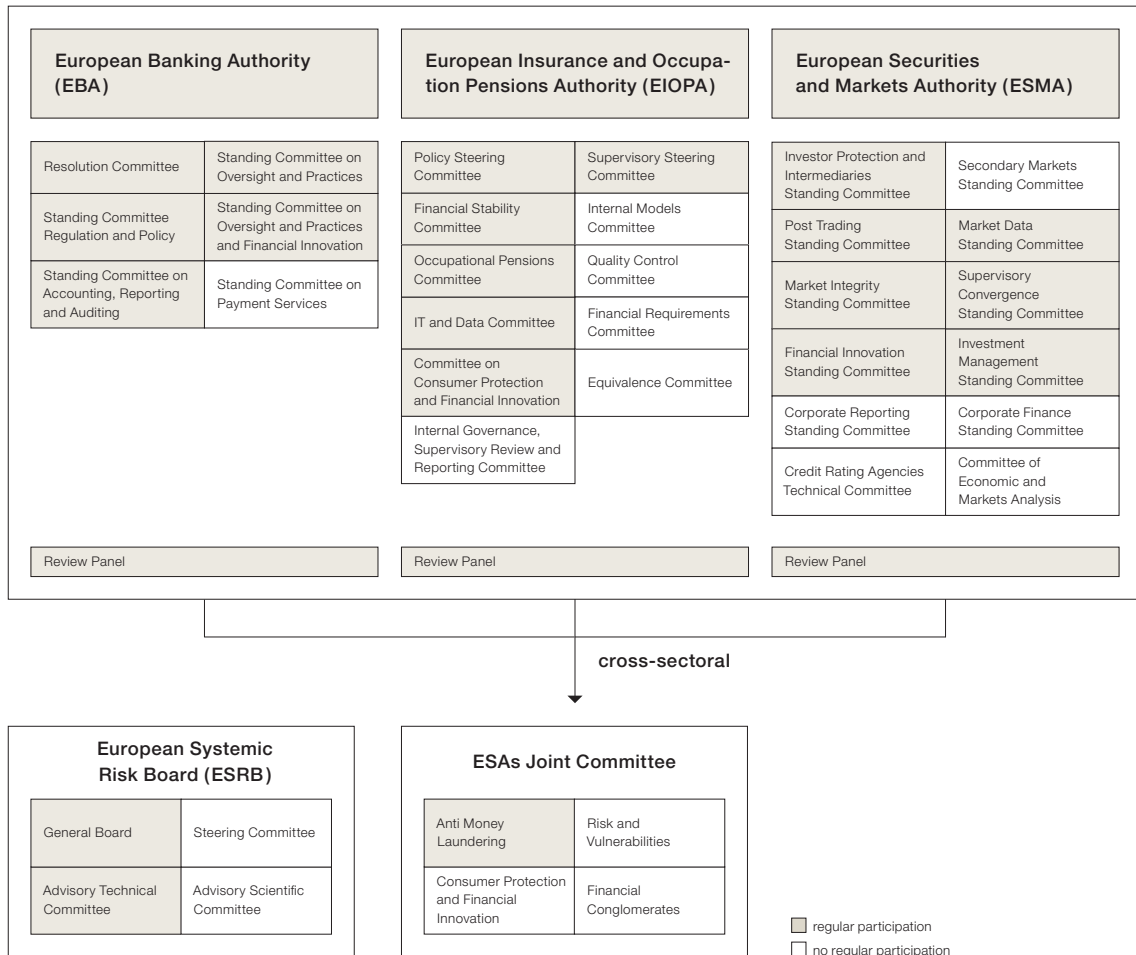 European Banking Authority
(EBA)
European Insurance and Occupa-
tion Pensions Authority (EIOPA)
European Securities
and Markets Authority (ESMA)
Resolution Committee
Standing Committee on
Oversight and Practices
Standing Committee
Regulation and Policy
Standing Committee on
Oversight and Practices
and Financial Innovation
Standing Committee on
Accounting, Reporting
and Auditing
Standing Committee on
Payment Services
Policy Steering
Committee
Supervisory Steering
Committee
Financial Stability
Committee
Internal Models
Committee
Occupational Pensions
Committee
Quality Control
Committee
IT and Data Committee
Financial Requirements
Committee
Committee on
Consumer Protection
and Financial Innovation
Equivalence Committee
Internal Governance,
Supervisory Review and
Reporting Committee
Investor Protection and
Intermediaries
Standing Committee
Secondary Markets
Standing Committee
Post Trading
Standing Committee
Market Data
Standing Committee
Market Integrity
Standing Committee
Supervisory
Convergence
Standing Committee
Financial Innovation
Standing Committee
Investment
Management
Standing Committee
Corporate Reporting
Standing Committee
Corporate Finance
Standing Committee
Credit Rating Agencies
Technical Committee
Committee of
Economic and
Markets Analysis
Review Panel
Review Panel
Review Panel
cross-sectoral
European Systemic
Risk Board (ESRB)
General Board
Steering Committee
Advisory Technical
Committee
Advisory Scientific
Committee
ESAs Joint Committee
Anti Money
Laundering
Risk and
Vulnerabilities
Consumer Protection
and Financial
Innovation
Financial
Conglomerates
regular participation
no regular participation